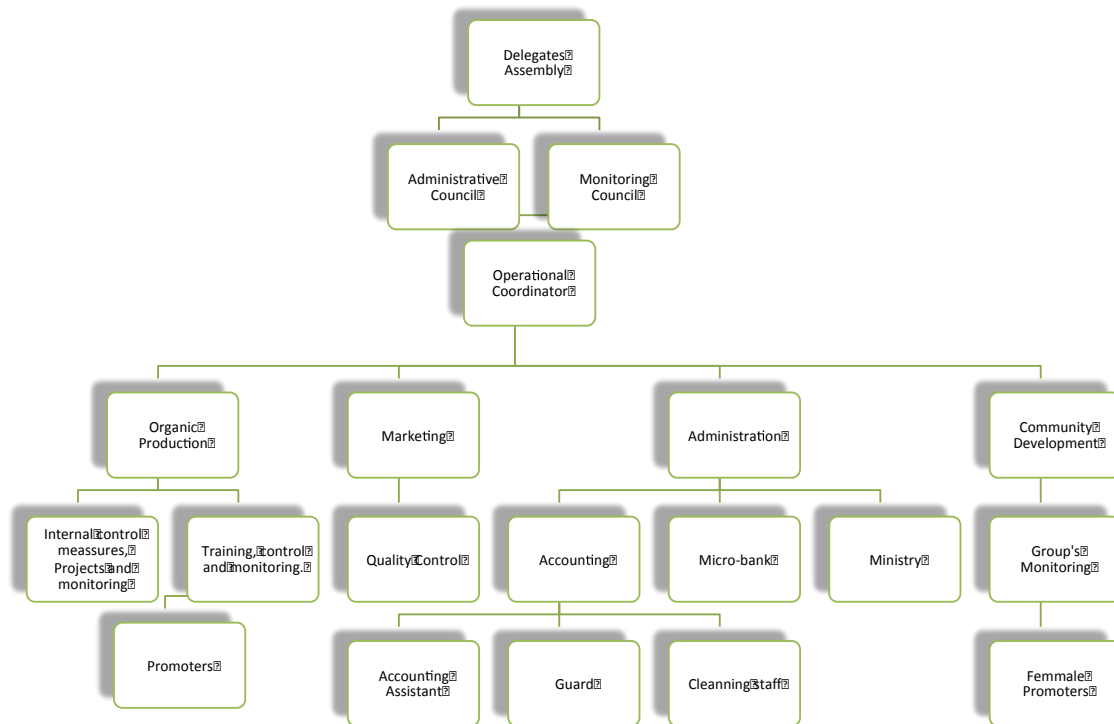 Delegates
Assembly
Administrative
Council
Monitoring
Council
Operational
Coordinator
Organic
Production
Marketing
Administration
Community
Development
Internal control
measures,
Projects and
monitoring
Training, control
and monitoring.
Quality Control
Accounting
Micro-bank
Ministry
Group's
Monitoring
Promoters
Accounting
Assistant
Guard
Cleanning staff
Femmale
Promoters